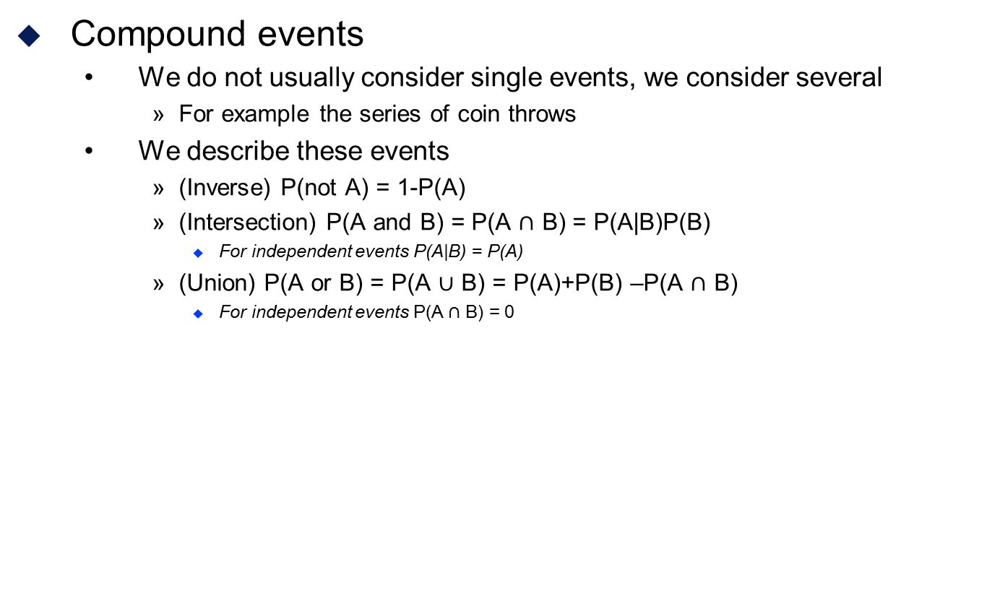 Compound events
We do not usually consider single events, we consider several
» For example the series of coin throws
We describe these events
» (Inverse) P(not A) = 1-P(A)
» (Intersection) P(A and B) = P(A ∩ B) = P(A|B)P(B)
For independent events P(A|B) = P(A)
» (Union) P(A or B) = P(A ∪ B) = P(A)+P(B) –P(A ∩ B)
For independent events P(A ∩ B) = 0